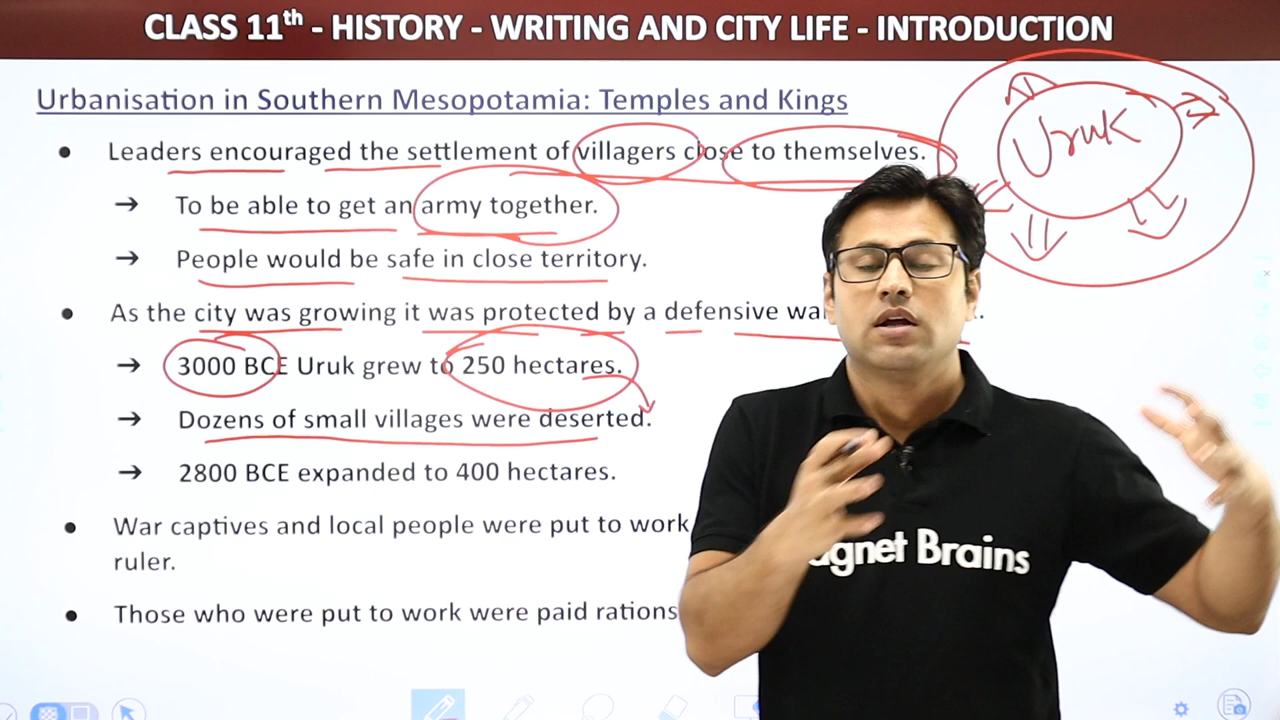 CLASS 11th - HISTORY - WRITING AND CITY LIFE - INTRODUCTION
Urbanisation in Southern Mesopotamia: Temples and Kings
Uruk
● Leaders encouraged the settlement of villagers close to themselves.
➔ To be able to get an army together.
➔ People would be safe in close territory.
● As the city was growing it was protected by a defensive
➔ 3000 BCE Uruk grew to 250 hectares.
➔ Dozens of small villages were deserted.
➔ 2800 BCE expanded to 400 hectares.
● War captives and local people were put to work
ruler.
● Those who were put to work were paid rations
Brains